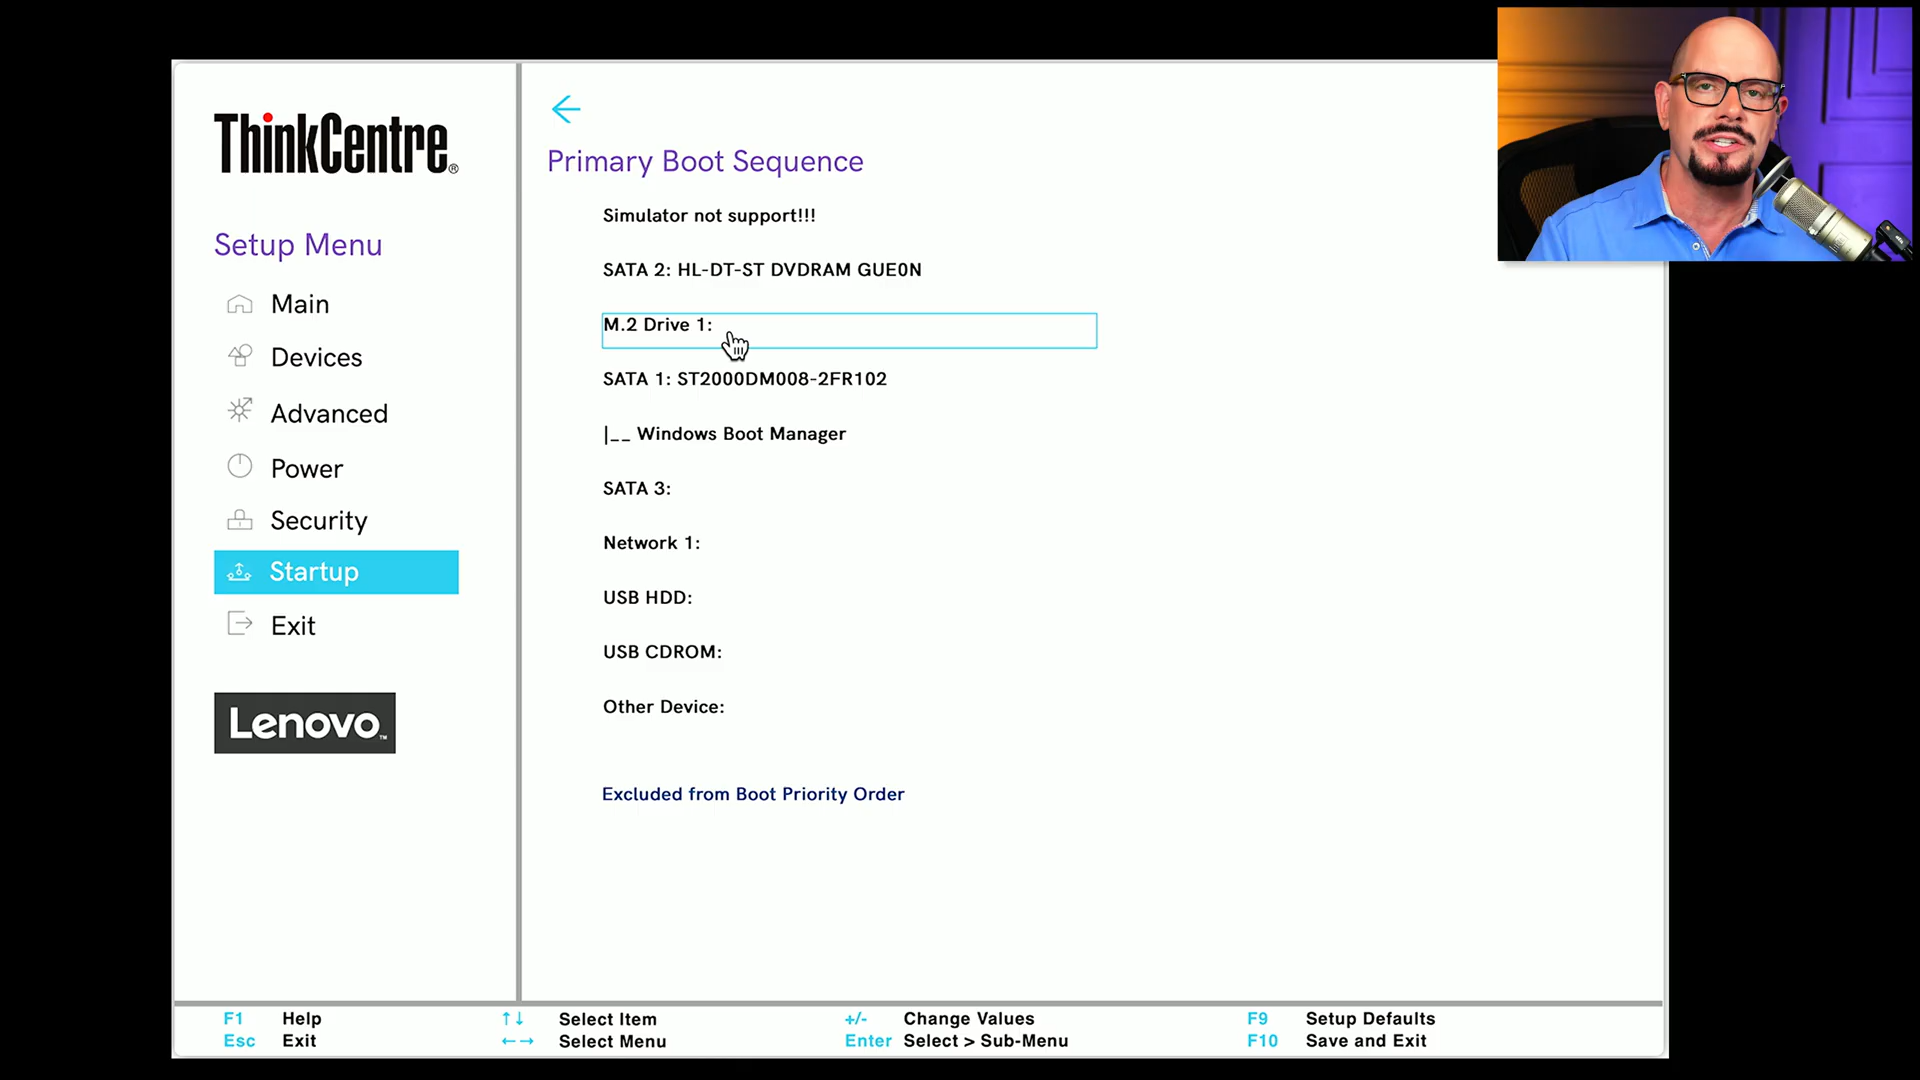 ThinkCentre®
Setup Menu
Main
Devices
Advanced
Power
Security
Startup
Exit
Lenovo™
Primary Boot Sequence
Simulator not support!!!
SATA 2: HL-DT-ST DVDRAM GUE0N
M.2 Drive 1:
SATA 1: ST2000DM008-2FR102
|__ Windows Boot Manager
SATA 3:
Network 1:
USB HDD:
USB CDROM:
Other Device:
Excluded from Boot Priority Order
F1 Help ↑↓ Select Item +/- Change Values F9 Setup Defaults
Esc Exit ←→ Select Menu Enter Select > Sub-Menu F10 Save and Exit